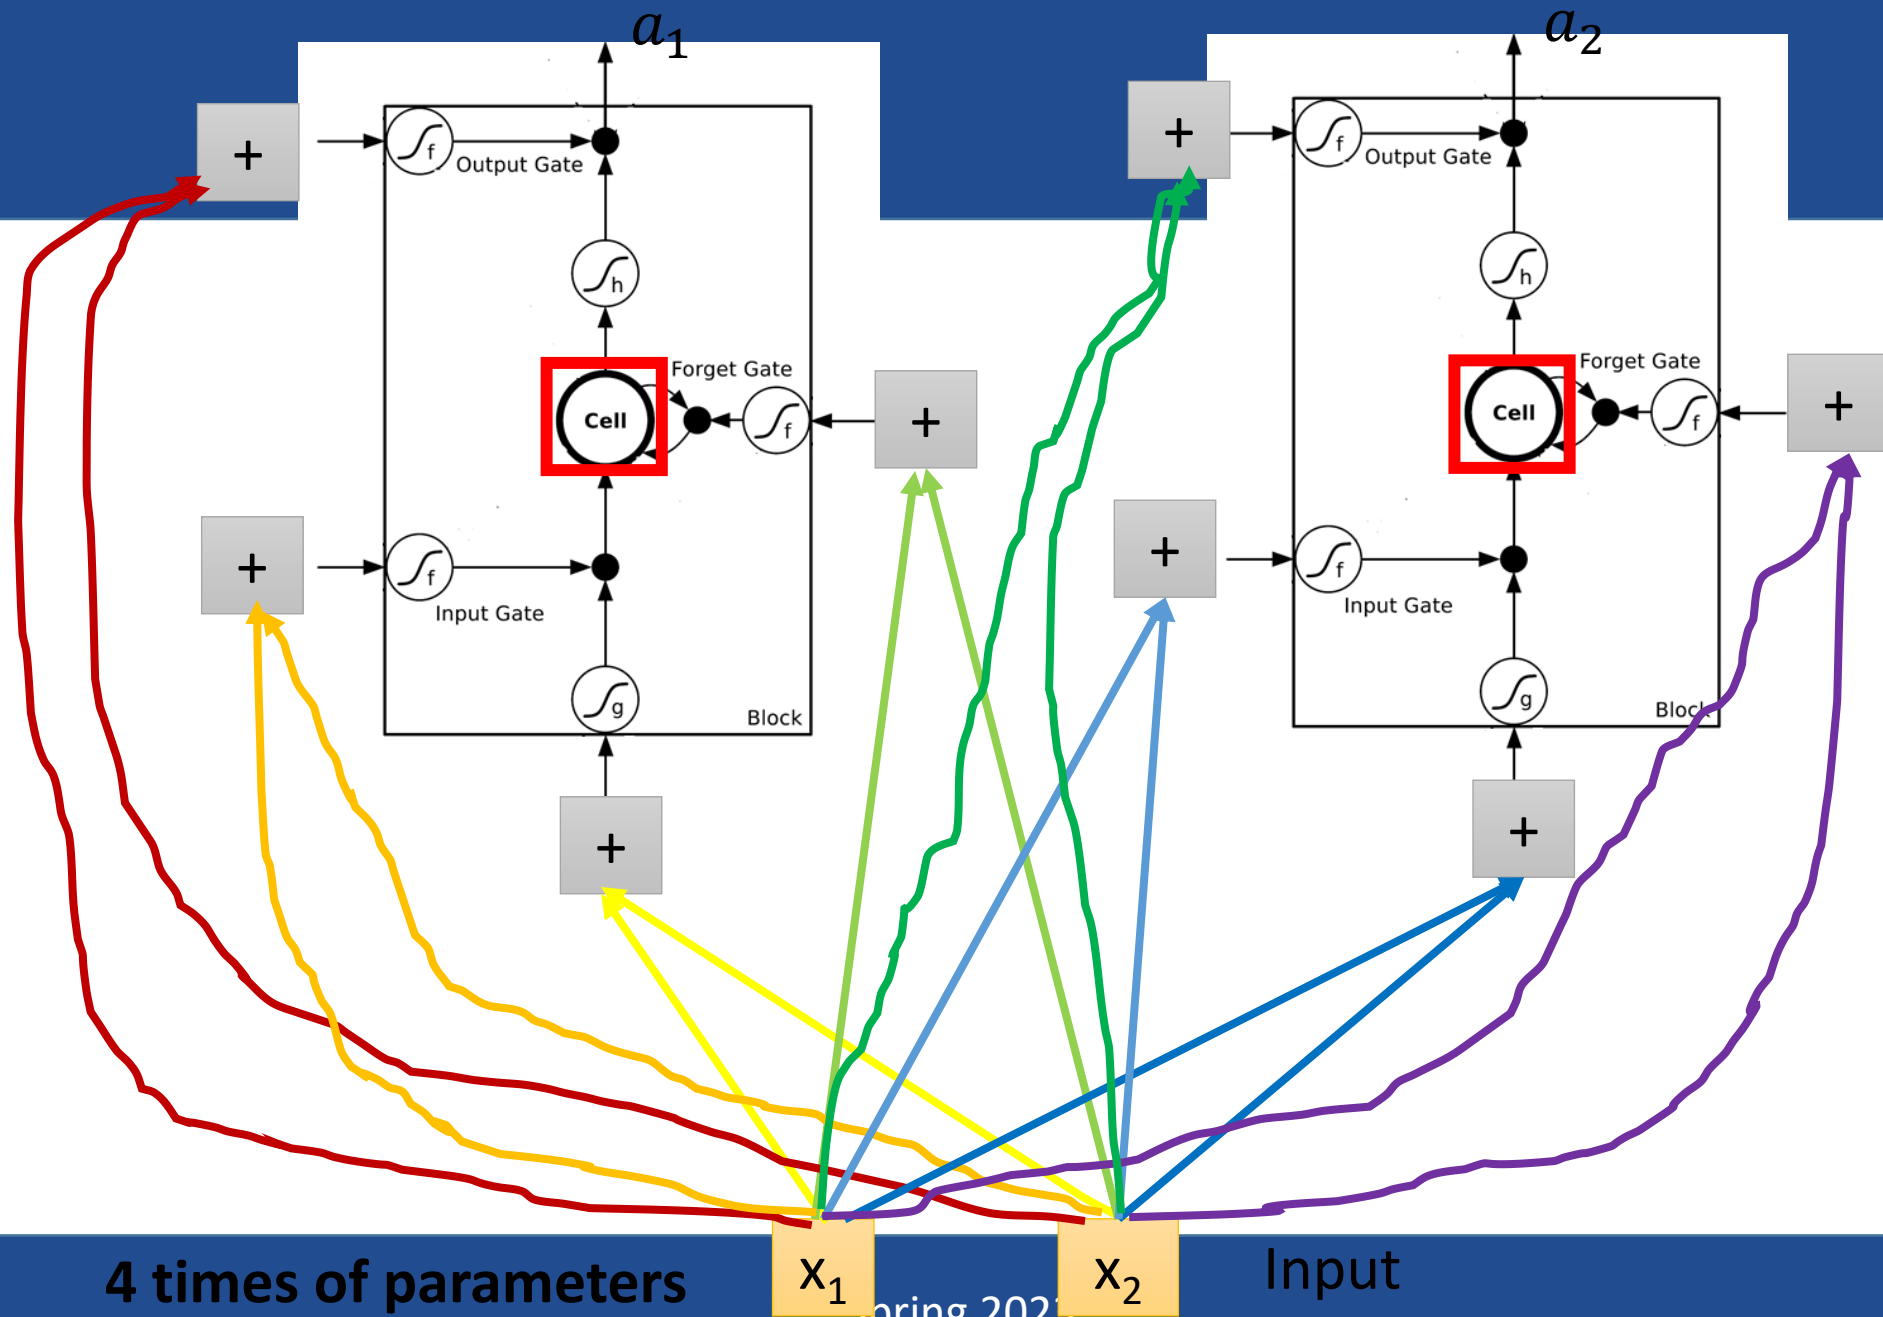 a₁
a₂
+
+
f
Output Gate
f
Output Gate
h
h
Forget Gate
Forget Gate
Cell
f
+
Cell
f
+
+
f
Input Gate
+
f
Input Gate
g
Block
g
Block
+
+
4 times of parameters
x₁
x₂
Input